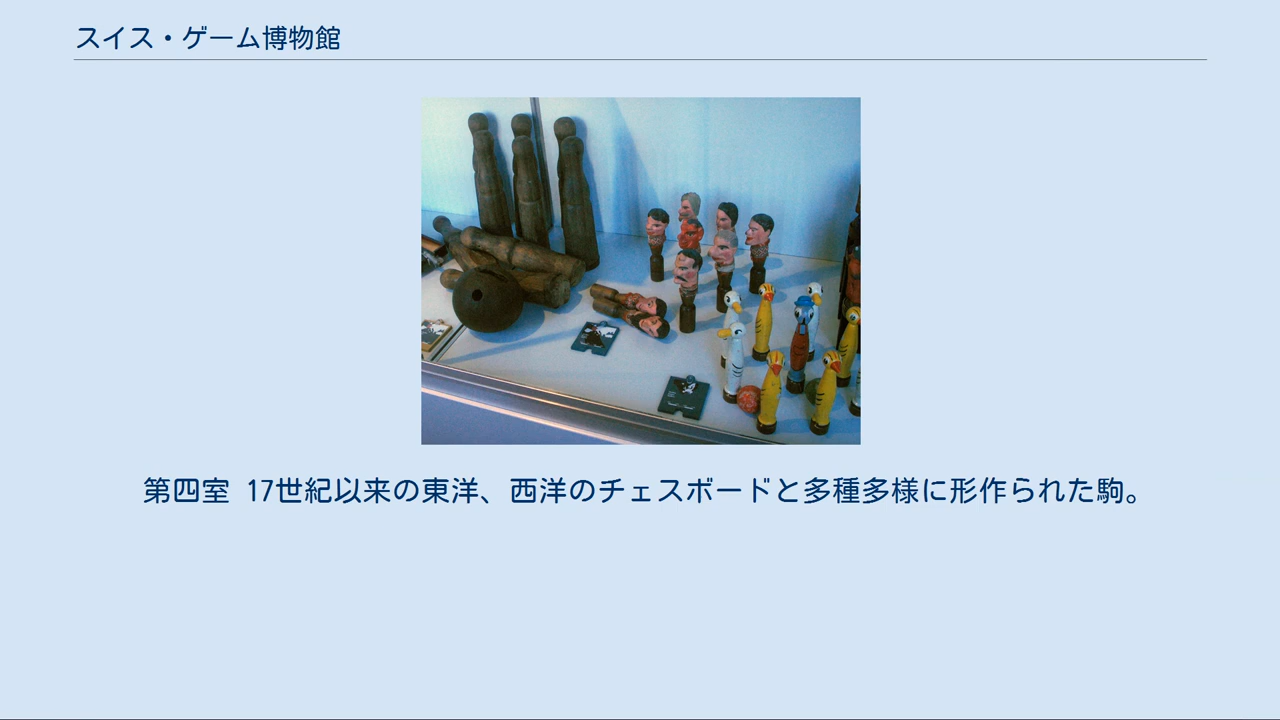 スイス・ゲーム博物館
第四室 17世紀以来の東洋、西洋のチェスボードと多種多様に形作られた駒。